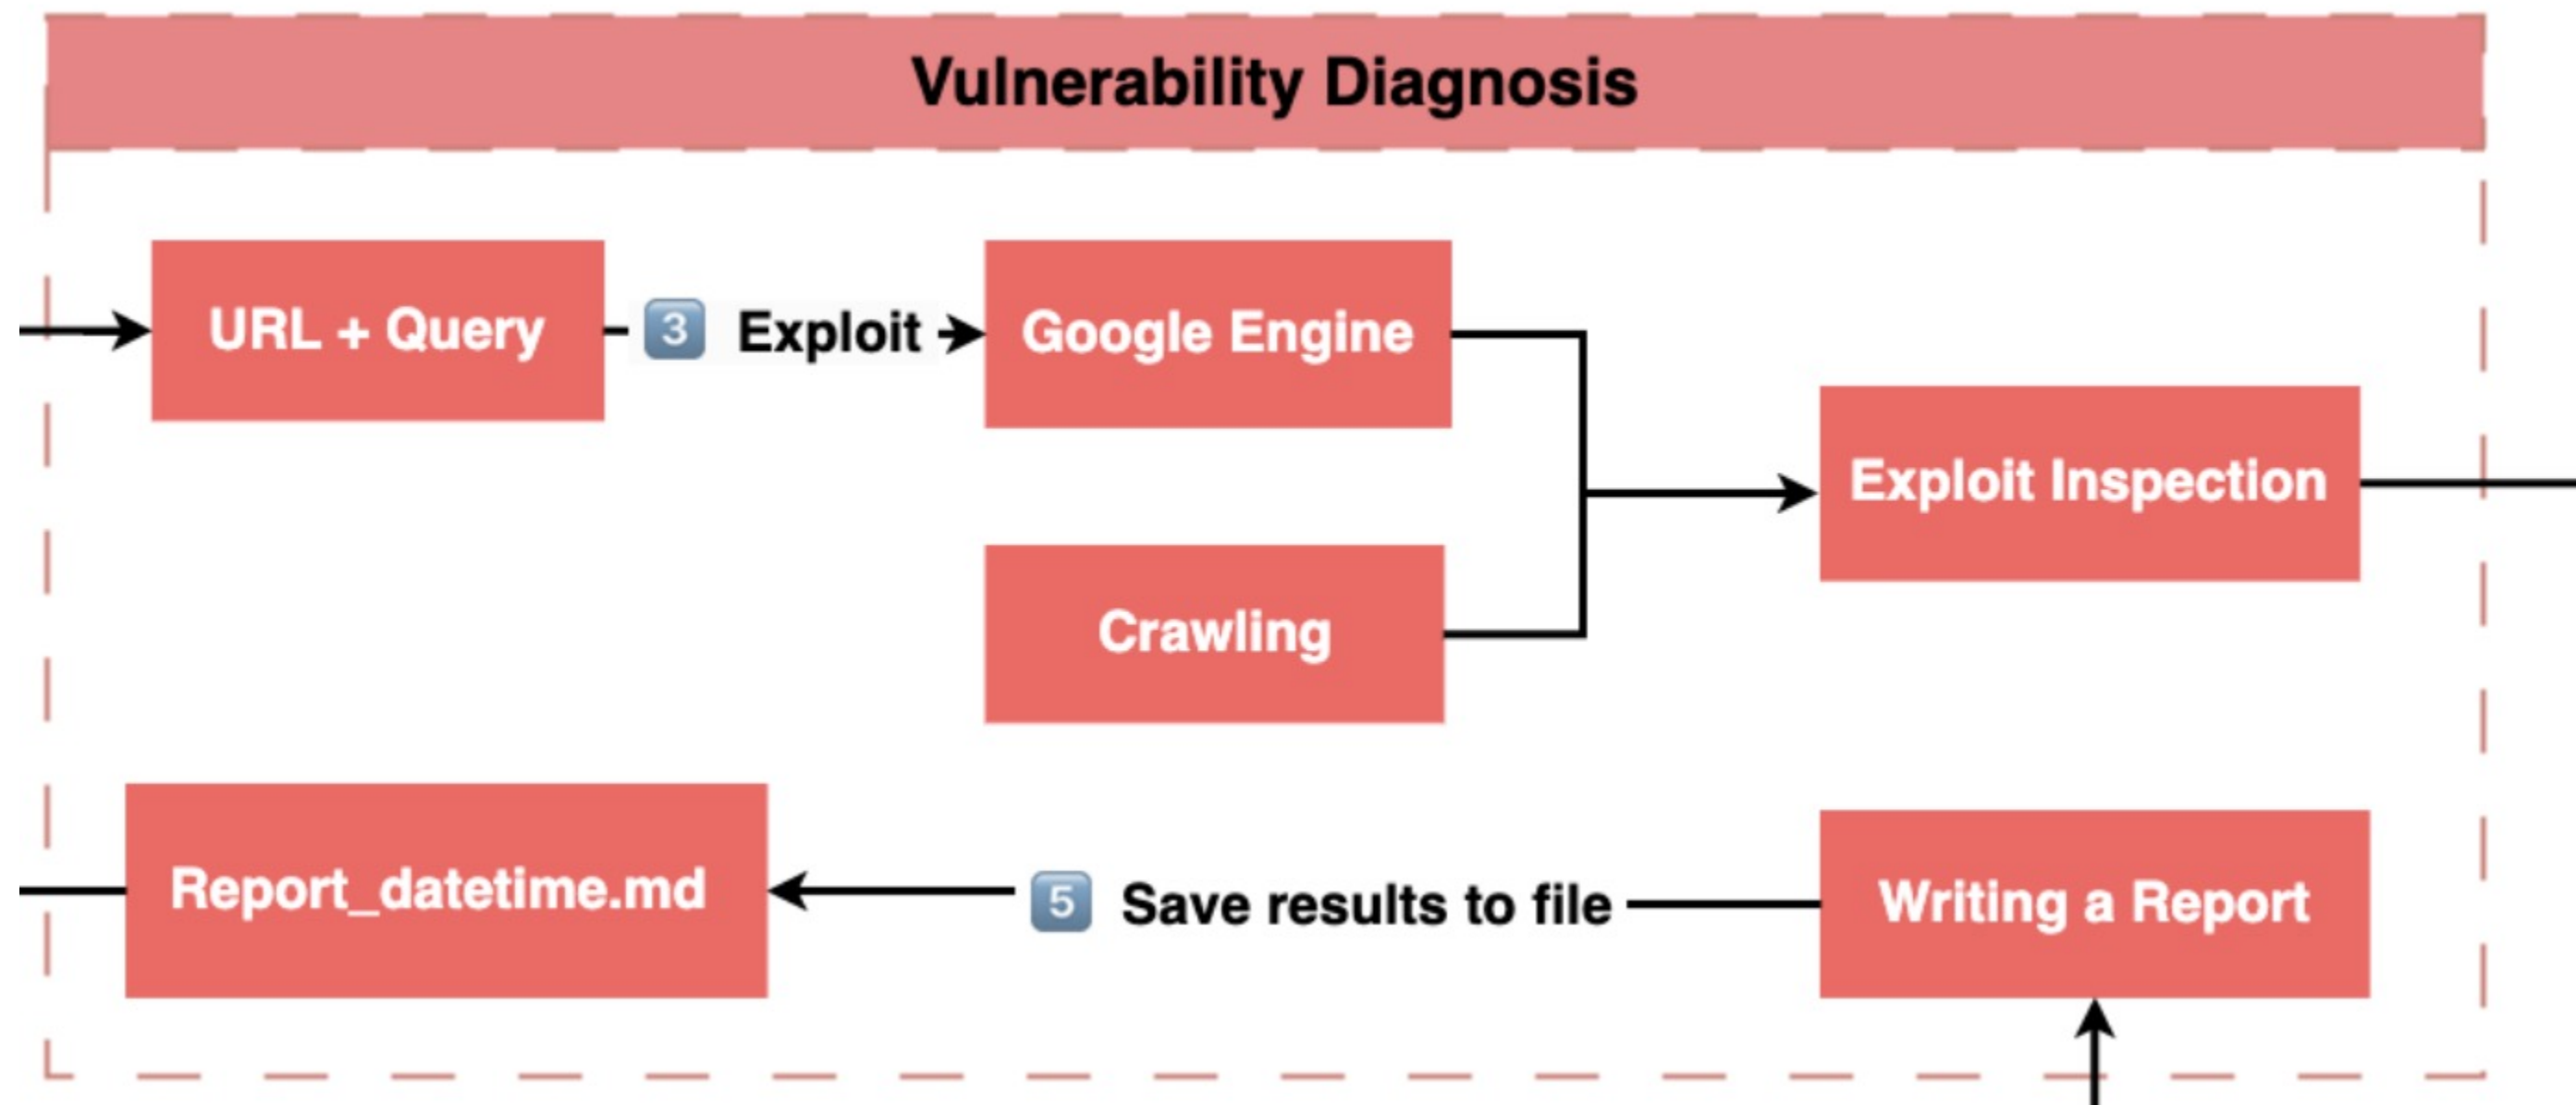 Vulnerability Diagnosis
URL + Query
3 Exploit
Google Engine
Exploit Inspection
Crawling
Report_datetime.md
5 Save results to file
Writing a Report